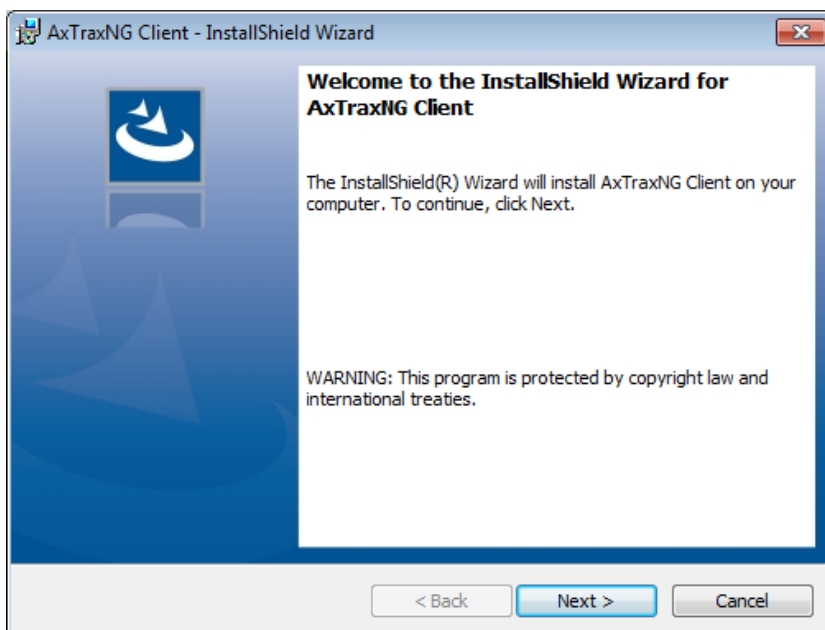 AxTraxNG Client - InstallShield Wizard
Welcome to the InstallShield Wizard for
AxTraxNG Client
The InstallShield(R) Wizard will install AxTraxNG Client on your
computer. To continue, click Next.
WARNING: This program is protected by copyright law and
international treaties.
< Back
Next >
Cancel